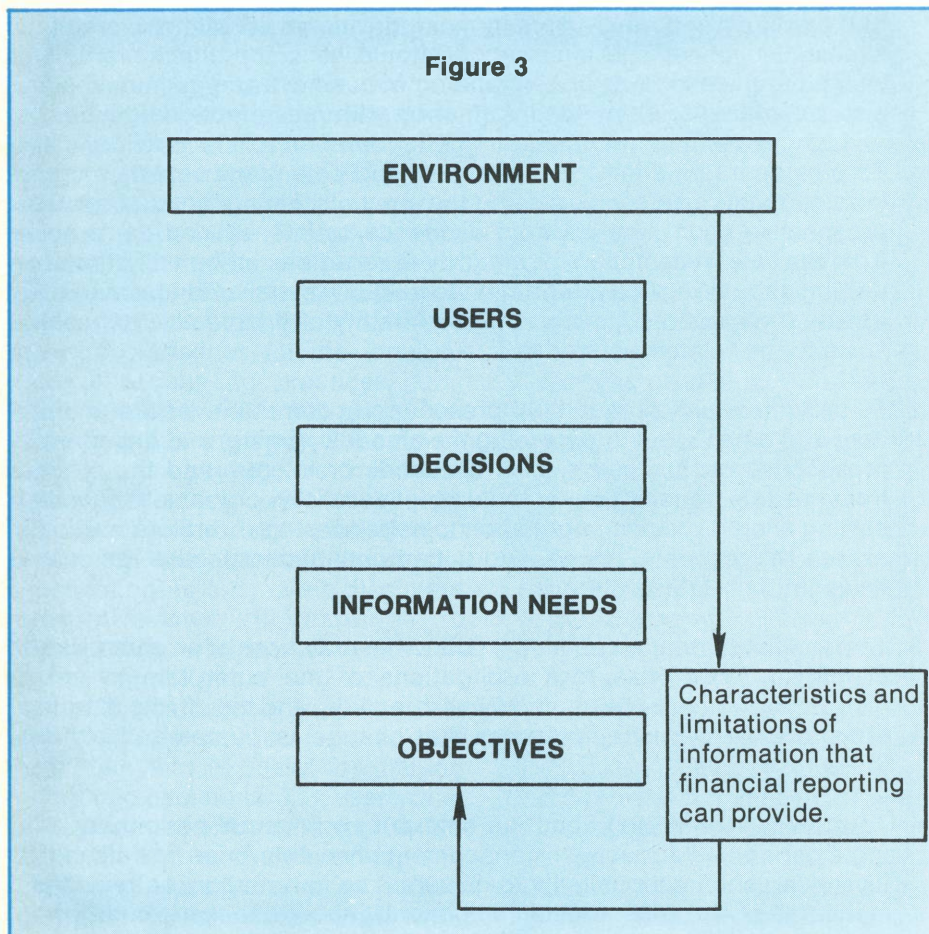 Figure 3
ENVIRONMENT
USERS
DECISIONS
INFORMATION NEEDS
OBJECTIVES
Characteristics and
limitations of
information that
financial reporting
can provide.